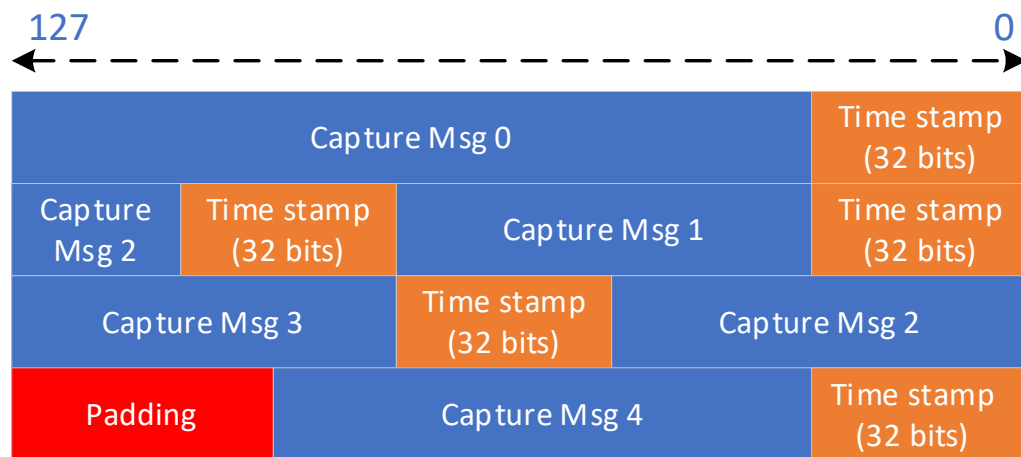 127 0
Capture Msg 0
Time stamp
(32 bits)
Capture
Msg 2
Time stamp
(32 bits)
Capture Msg 1
Time stamp
(32 bits)
Capture Msg 3
Time stamp
(32 bits)
Capture Msg 2
Padding
Capture Msg 4
Time stamp
(32 bits)